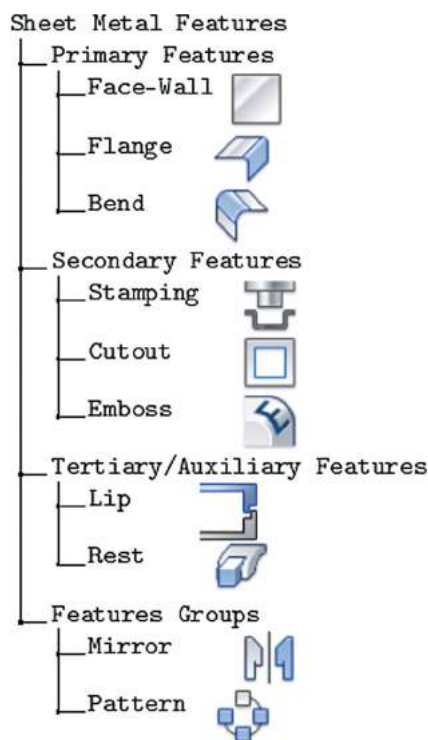 Sheet Metal Features
Primary Features
Face-Wall
Flange
Bend
Secondary Features
Stamping
Cutout
Emboss
Tertiary/Auxiliary Features
Lip
Rest
Features Groups
Mirror
Pattern